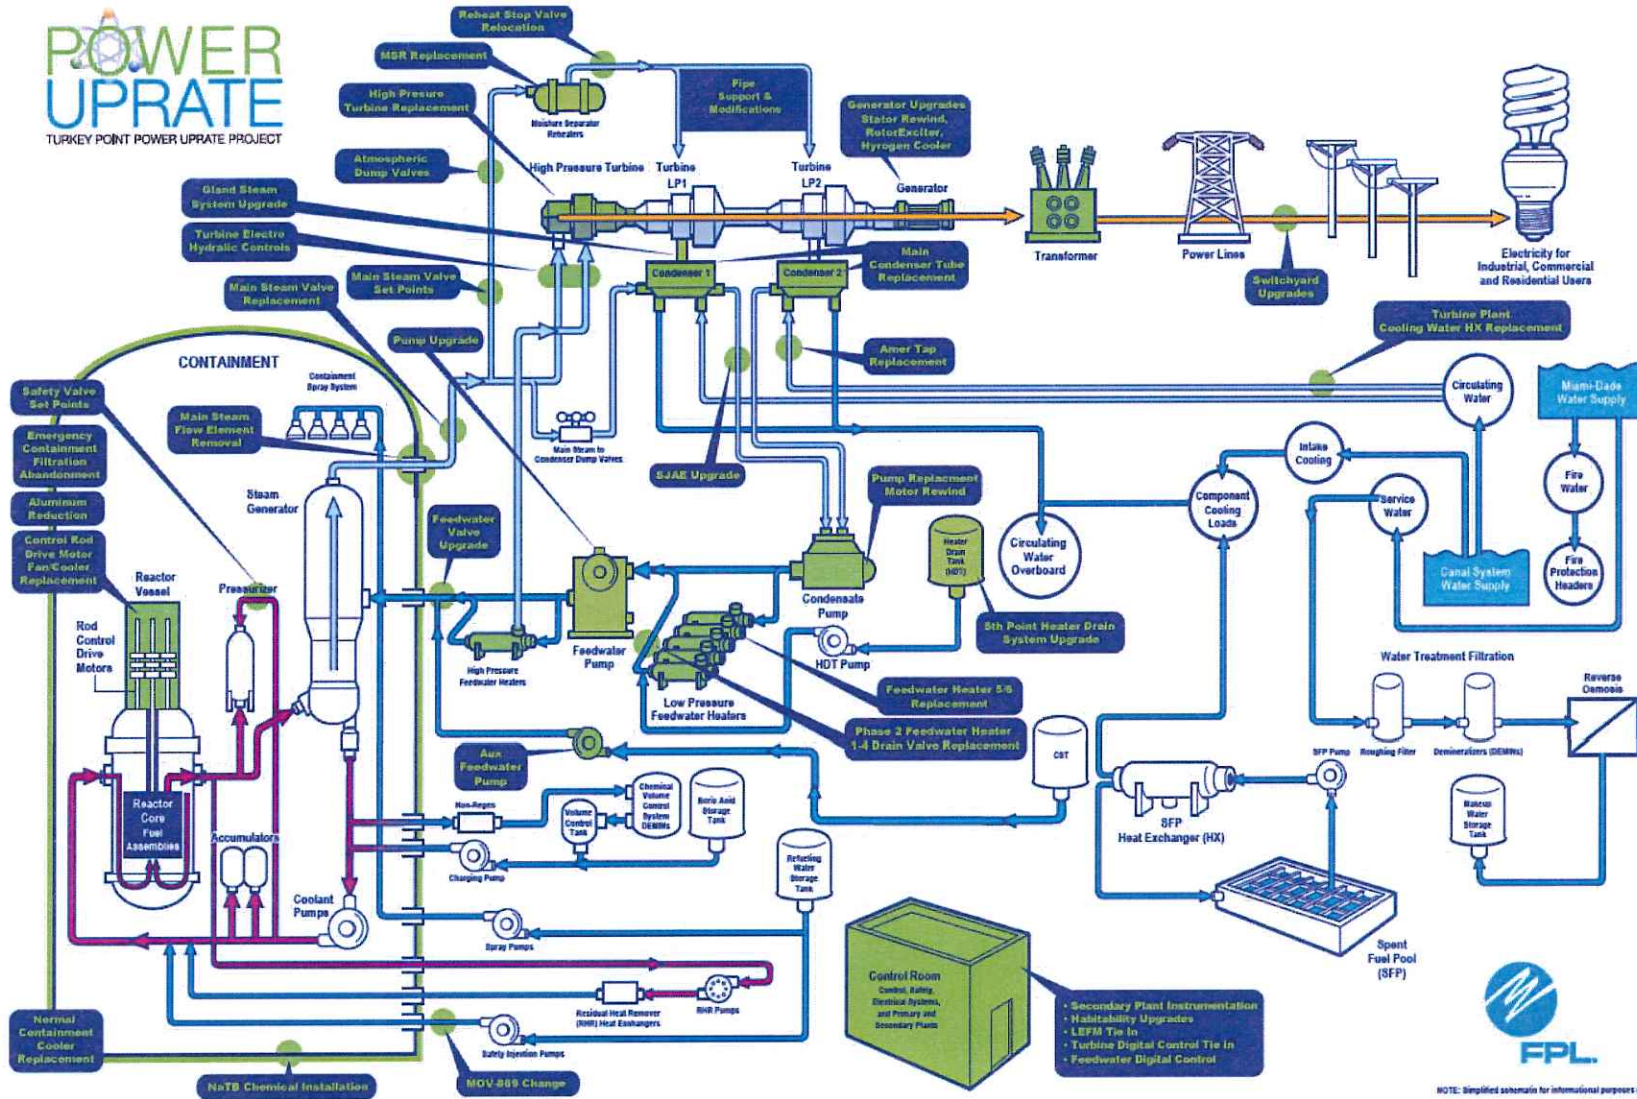 POWER
UPRATE
TURKEY POINT POWER UPRATE PROJECT
Reheat Stop Valve
Relocation
MSR Replacement
High Presure
Turbine Replacement
Moisture Separator
Reheaters
Pipe
Support &
Modifications
Generator Upgrades
Stator Rewind,
RotorExciter,
Hyrogen Cooler
Atmospheric
Dump Valves
High Pressure Turbine
Turbine
LP1
Turbine
LP2
Generator
Gland Steam
System Upgrade
Turbine Electro
Hydralic Controls
Main Steam Valve
Set Points
Main Steam Valve
Replacement
Condenser 1
Condenser 2
Main
Condenser Tube
Replacement
Transformer
Power Lines
Switchyard
Upgrades
Electricity for
Industrial, Commercial
and Residential Users
Pump Upgrade
Amer Tap
Replacement
Turbine Plant
Cooling Water HX Replacement
CONTAINMENT
Containment
Spray System
Safety Valve
Set Points
Emergency
Containment
Filtration
Abandonment
Aluminum
Reduction
Control Rod
Drive Motor
Fan/Cooler
Replacement
Main Steam
Flow Element
Removal
Main Steam to
Condenser Dump Valves
SJAE Upgrade
Pump Replacment
Motor Rewind
Circulating
Water
Miami-Dade
Water Supply
Intake
Cooling
Fire
Water
Component
Cooling
Loads
Service
Water
Steam
Generator
Feedwater
Valve
Upgrade
Heater
Drain
Tank
(HDT)
Circulating
Water
Overboard
Canal System
Water Supply
Fire
Protection
Headers
Reactor
Vessel
Pressurizer
Rod
Control
Drive
Motors
Condensate
Pump
5th Point Heater Drain
System Upgrade
HDT Pump
Feedwater
Pump
High Pressure
Feedwater Heaters
Low Pressure
Feedwater Heaters
Feedwater Heater 5/6
Replacement
Phase 2 Feedwater Heater
1-4 Drain Valve Replacement
Water Treatment Filtration
Reverse
Osmosis
Aux
Feedwater
Pump
CST
SFP Pump
Roughing Filter
Demineralizers (DEMINs)
Reactor
Core
Fuel
Assemblies
Accumulators
Non-Regen
Volume
Control
Tank
Chemical
Volume
Control
System
DEMINs
Boric Acid
Storage
Tank
Charging Pump
Refueling
Water
Storage
Tank
SFP
Heat Exchanger (HX)
Makeup
Water
Storage
Tank
Coolant
Pumps
Spray Pumps
Spent
Fuel Pool
(SFP)
Control Room
Control, Safety,
Electrical Systems,
and Primary and
Secondary Plants
• Secondary Plant Instrumentation
• Habitability Upgrades
• LEFM Tie In
• Turbine Digital Control Tie in
• Feedwater Digital Control
Residual Heat Remover
(RHR) Heat Exchangers
RHR Pumps
Safety Injection Pumps
Normal
Containment
Cooler
Replacement
NaTB Chemical Installation
MOV-869 Change
FPL.
NOTE: Simplified schematic for informational purposes